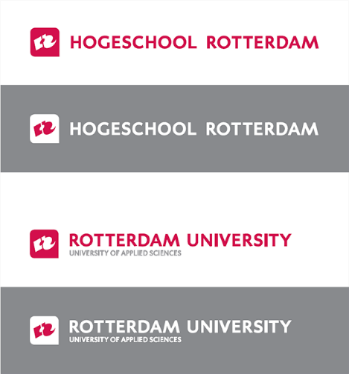 HOGESCHOOL ROTTERDAM
HOGESCHOOL ROTTERDAM
ROTTERDAM UNIVERSITY
UNIVERSITY OF APPLIED SCIENCES
ROTTERDAM UNIVERSITY
UNIVERSITY OF APPLIED SCIENCES